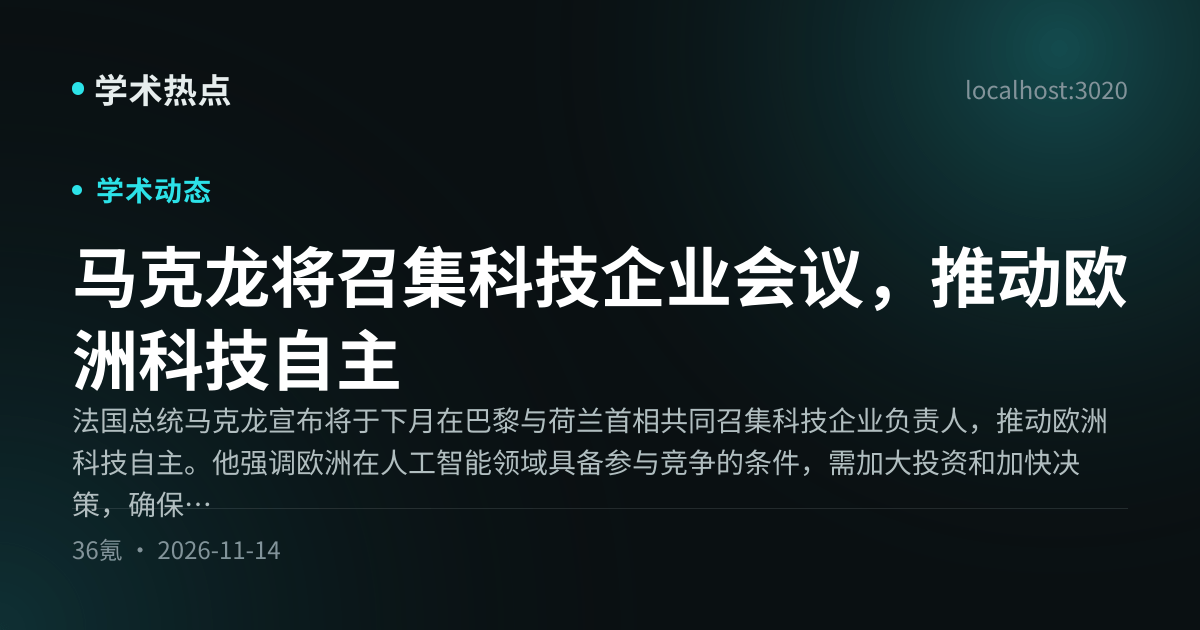 学术热点
localhost:3020
学术动态
马克龙将召集科技企业会议，推动欧
洲科技自主
法国总统马克龙宣布将于下月在巴黎与荷兰首相共同召集科技企业负责人，推动欧洲
科技自主。他强调欧洲在人工智能领域具备参与竞争的条件，需加大投资和加快决
策，确保…
36氪 · 2026-11-14